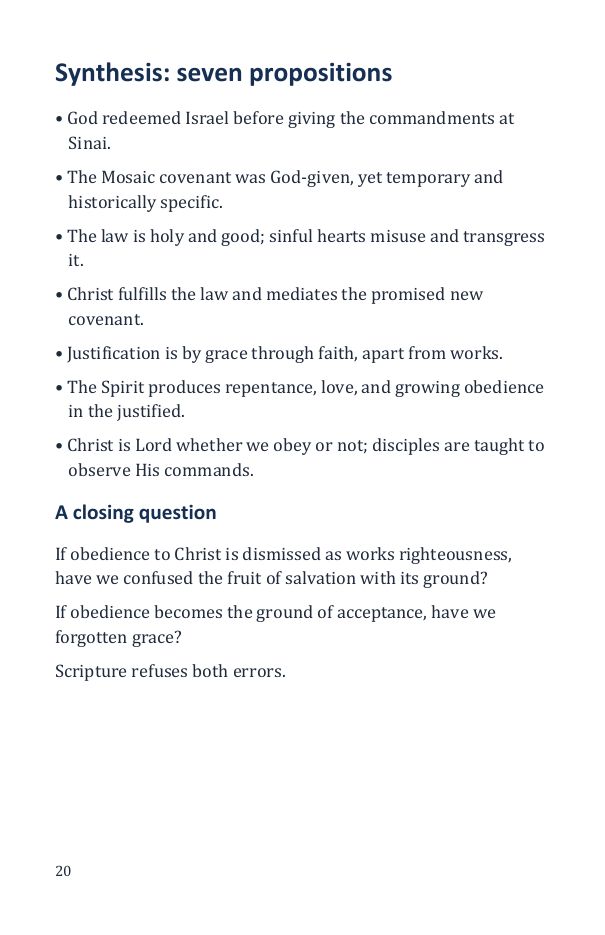 Synthesis: seven propositions
• God redeemed Israel before giving the commandments at
Sinai.
• The Mosaic covenant was God-given, yet temporary and
historically specific.
• The law is holy and good; sinful hearts misuse and transgress
it.
• Christ fulfills the law and mediates the promised new
covenant.
• Justification is by grace through faith, apart from works.
• The Spirit produces repentance, love, and growing obedience
in the justified.
• Christ is Lord whether we obey or not; disciples are taught to
observe His commands.
A closing question
If obedience to Christ is dismissed as works righteousness,
have we confused the fruit of salvation with its ground?
If obedience becomes the ground of acceptance, have we
forgotten grace?
Scripture refuses both errors.
20